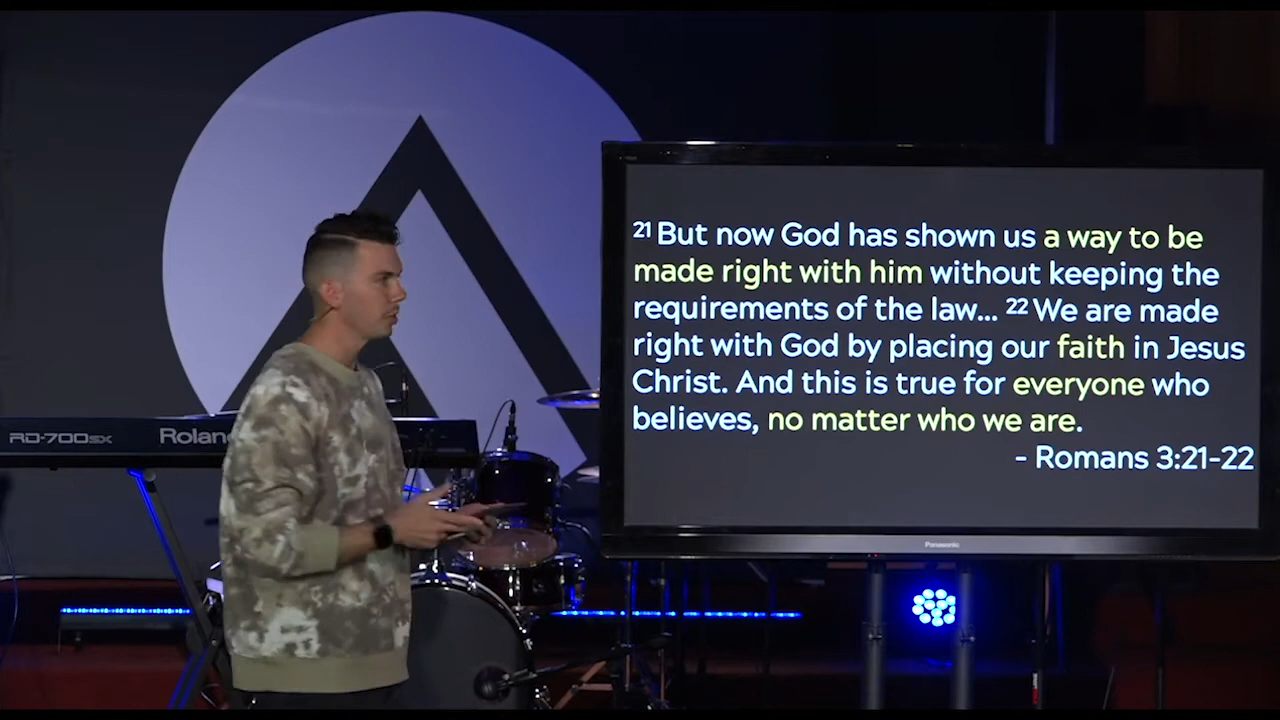 21 But now God has shown us a way to be
made right with him without keeping the
requirements of the law... 22 We are made
right with God by placing our faith in Jesus
Christ. And this is true for everyone who
believes, no matter who we are.
- Romans 3:21-22
RD-700SX Roland
Panasonic